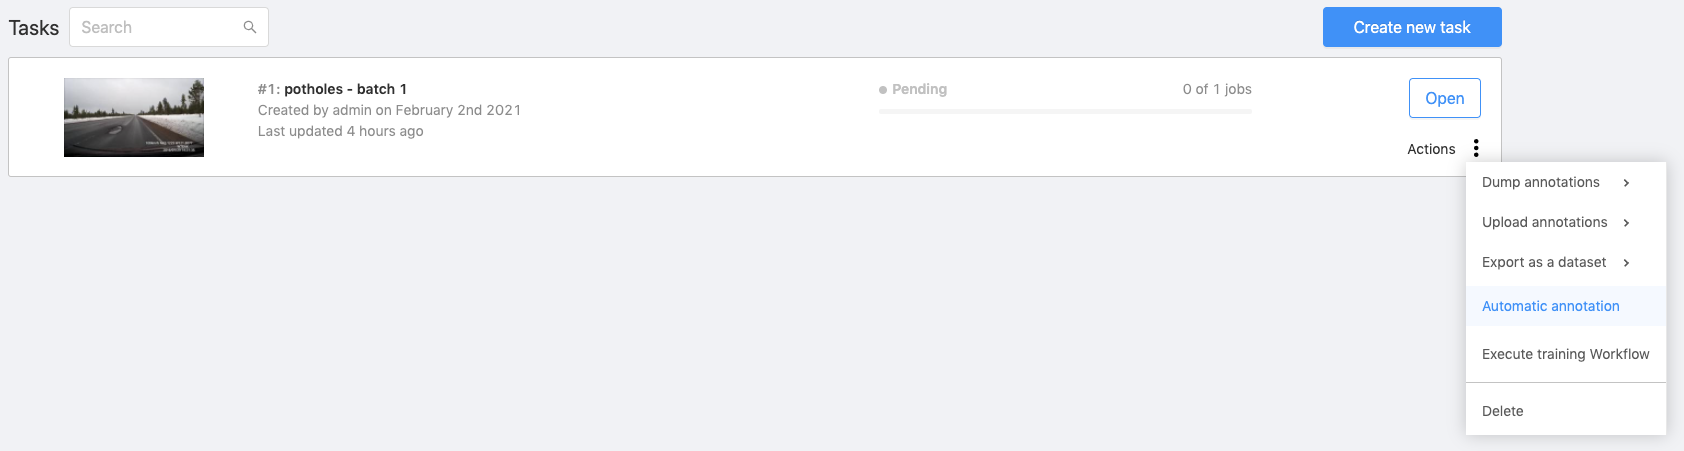 Tasks
Search
Create new task
#1: potholes - batch 1
Created by admin on February 2nd 2021
Last updated 4 hours ago
Pending
0 of 1 jobs
Open
Actions
Dump annotations
Upload annotations
Export as a dataset
Automatic annotation
Execute training Workflow
Delete